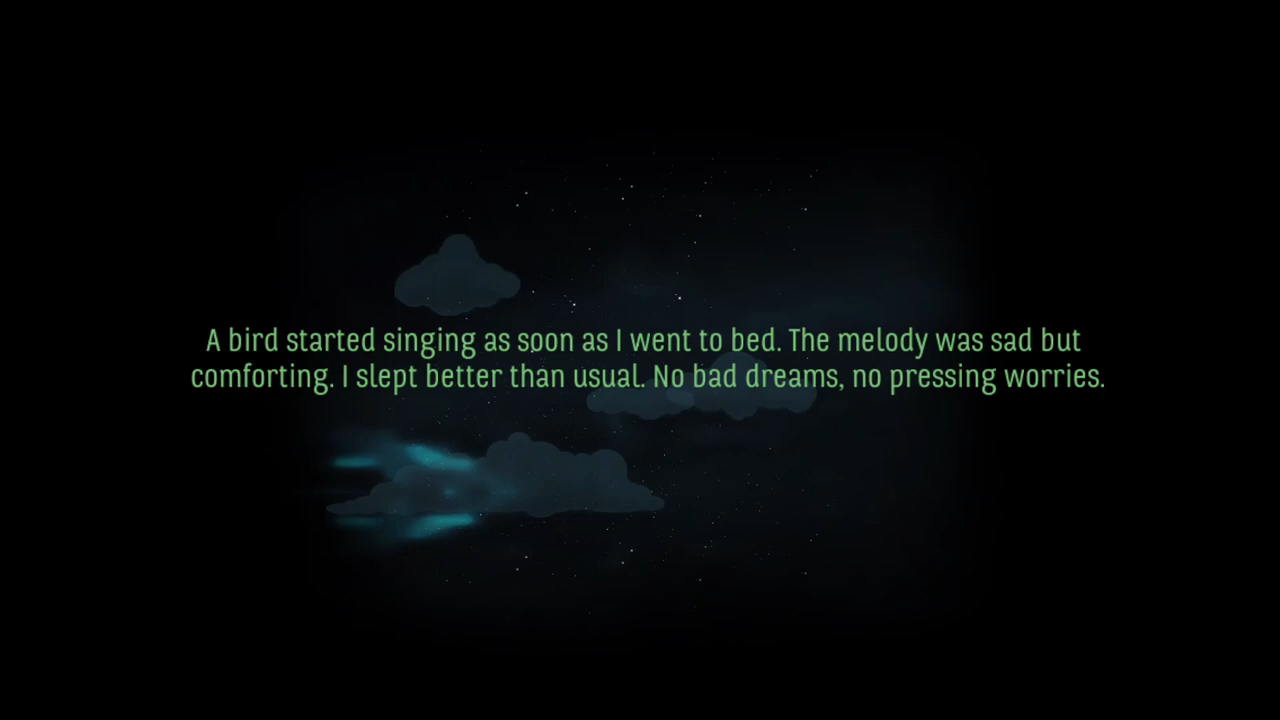 A bird started singing as soon as I went to bed. The melody was sad but
comforting. I slept better than usual. No bad dreams, no pressing worries.